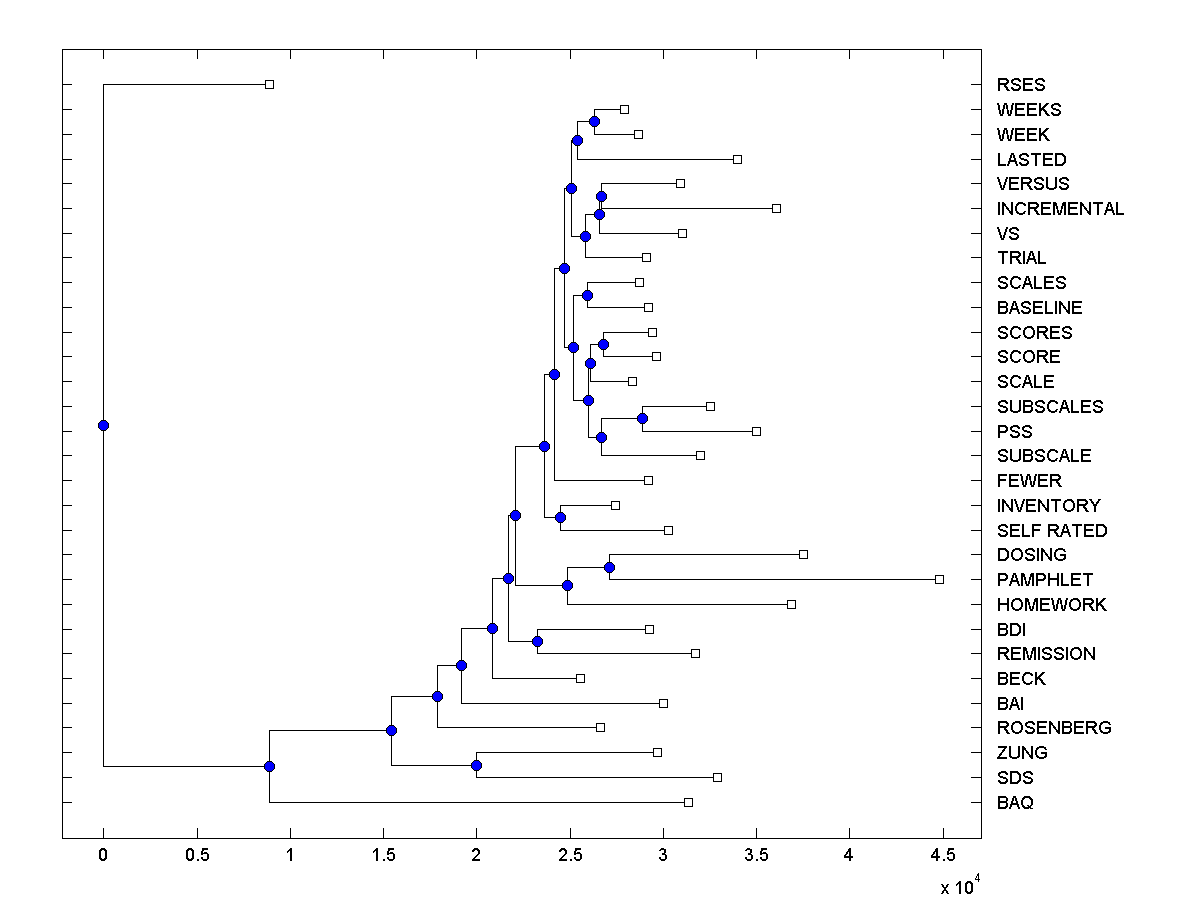 RSES
WEEKS
WEEK
LASTED
VERSUS
INCREMENTAL
VS
TRIAL
SCALES
BASELINE
SCORES
SCORE
SCALE
SUBSCALES
PSS
SUBSCALE
FEWER
INVENTORY
SELF RATED
DOSING
PAMPHLET
HOMEWORK
BDI
REMISSION
BECK
BAI
ROSENBERG
ZUNG
SDS
BAQ
0 0.5 1 1.5 2 2.5 3 3.5 4 4.5
x 10^4